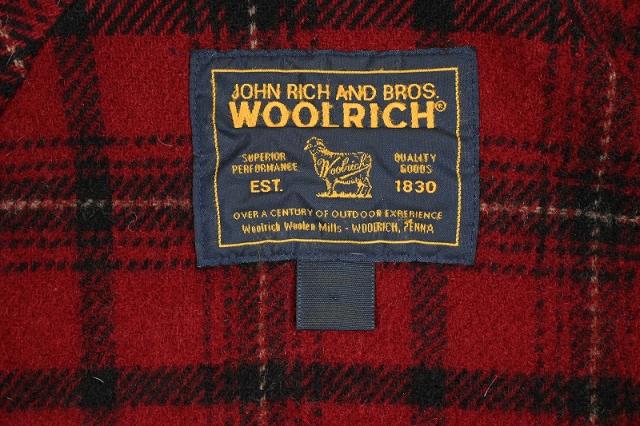 JOHN RICH AND BROS.
WOOLRICH®
SUPERIOR QUALITY
PERFORMANCE GOODS
Woolrich
EST. 1830
OVER A CENTURY OF OUTDOOR EXPERIENCE
Woolrich Woolen Mills - WOOLRICH, PENNA